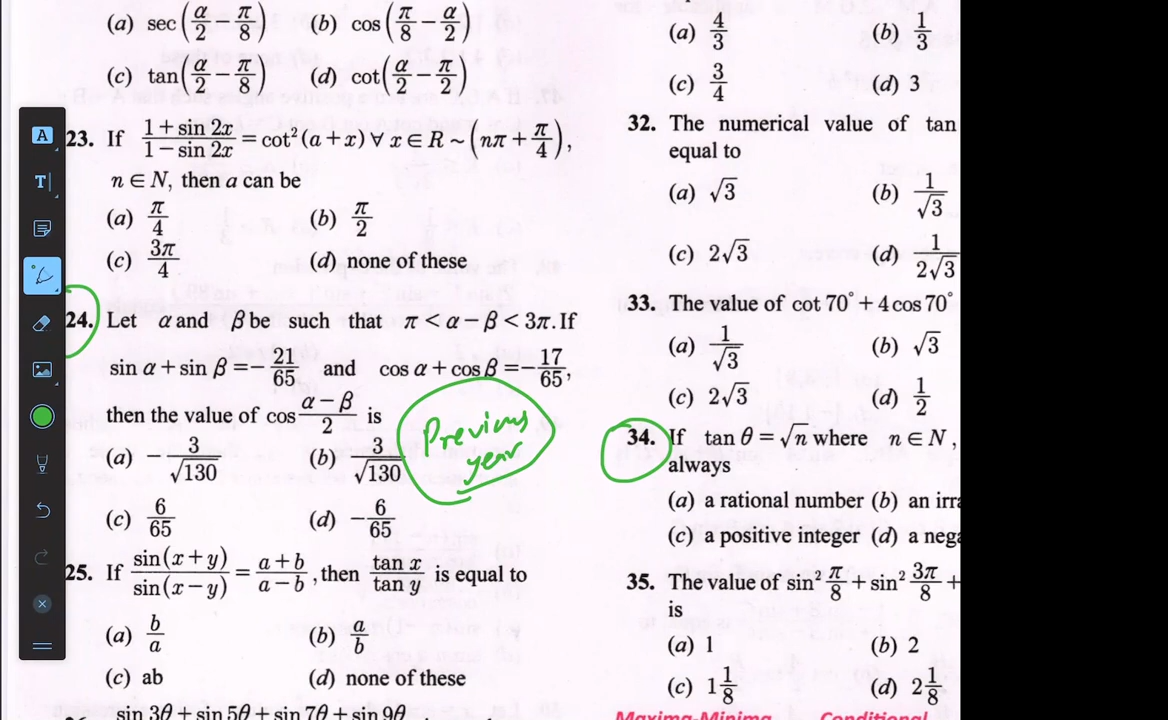 (a) sec(α/2 − π/8) (b) cos(π/8 − α/2)
(c) tan(α/2 − π/8) (d) cot(α/2 − π/2)
23. If (1 + sin 2x)/(1 − sin 2x) = cot² (a + x) ∀ x ∈ R ~ (nπ + π/4),
n ∈ N, then a can be
(a) π/4 (b) π/2
(c) 3π/4 (d) none of these
24. Let α and β be such that π < α − β < 3π. If
sin α + sin β = − 21/65 and cos α + cos β = − 17/65,
then the value of cos (α − β)/2 is
(a) − 3/√130 (b) 3/√130
Previous
year
(c) 6/65 (d) − 6/65
25. If sin(x + y)/sin(x − y) = (a + b)/(a − b), then tan x/tan y is equal to
(a) b/a (b) a/b
(c) ab (d) none of these
sin 3θ + sin 5θ + sin 7θ + sin 9θ
(a) 4/3 (b) 1/3
(c) 3/4 (d) 3
32. The numerical value of tan
equal to
(a) √3 (b) 1/√3
(c) 2√3 (d) 1/2√3
33. The value of cot 70° + 4 cos 70°
(a) 1/√3 (b) √3
(c) 2√3 (d) 1/2
34. If tan θ = √n where n ∈ N,
always
(a) a rational number (b) an irra
(c) a positive integer (d) a nega
35. The value of sin² π/8 + sin² 3π/8 +
is
(a) 1 (b) 2
(c) 1 1/8 (d) 2 1/8
Maxima-Minima, Conditional